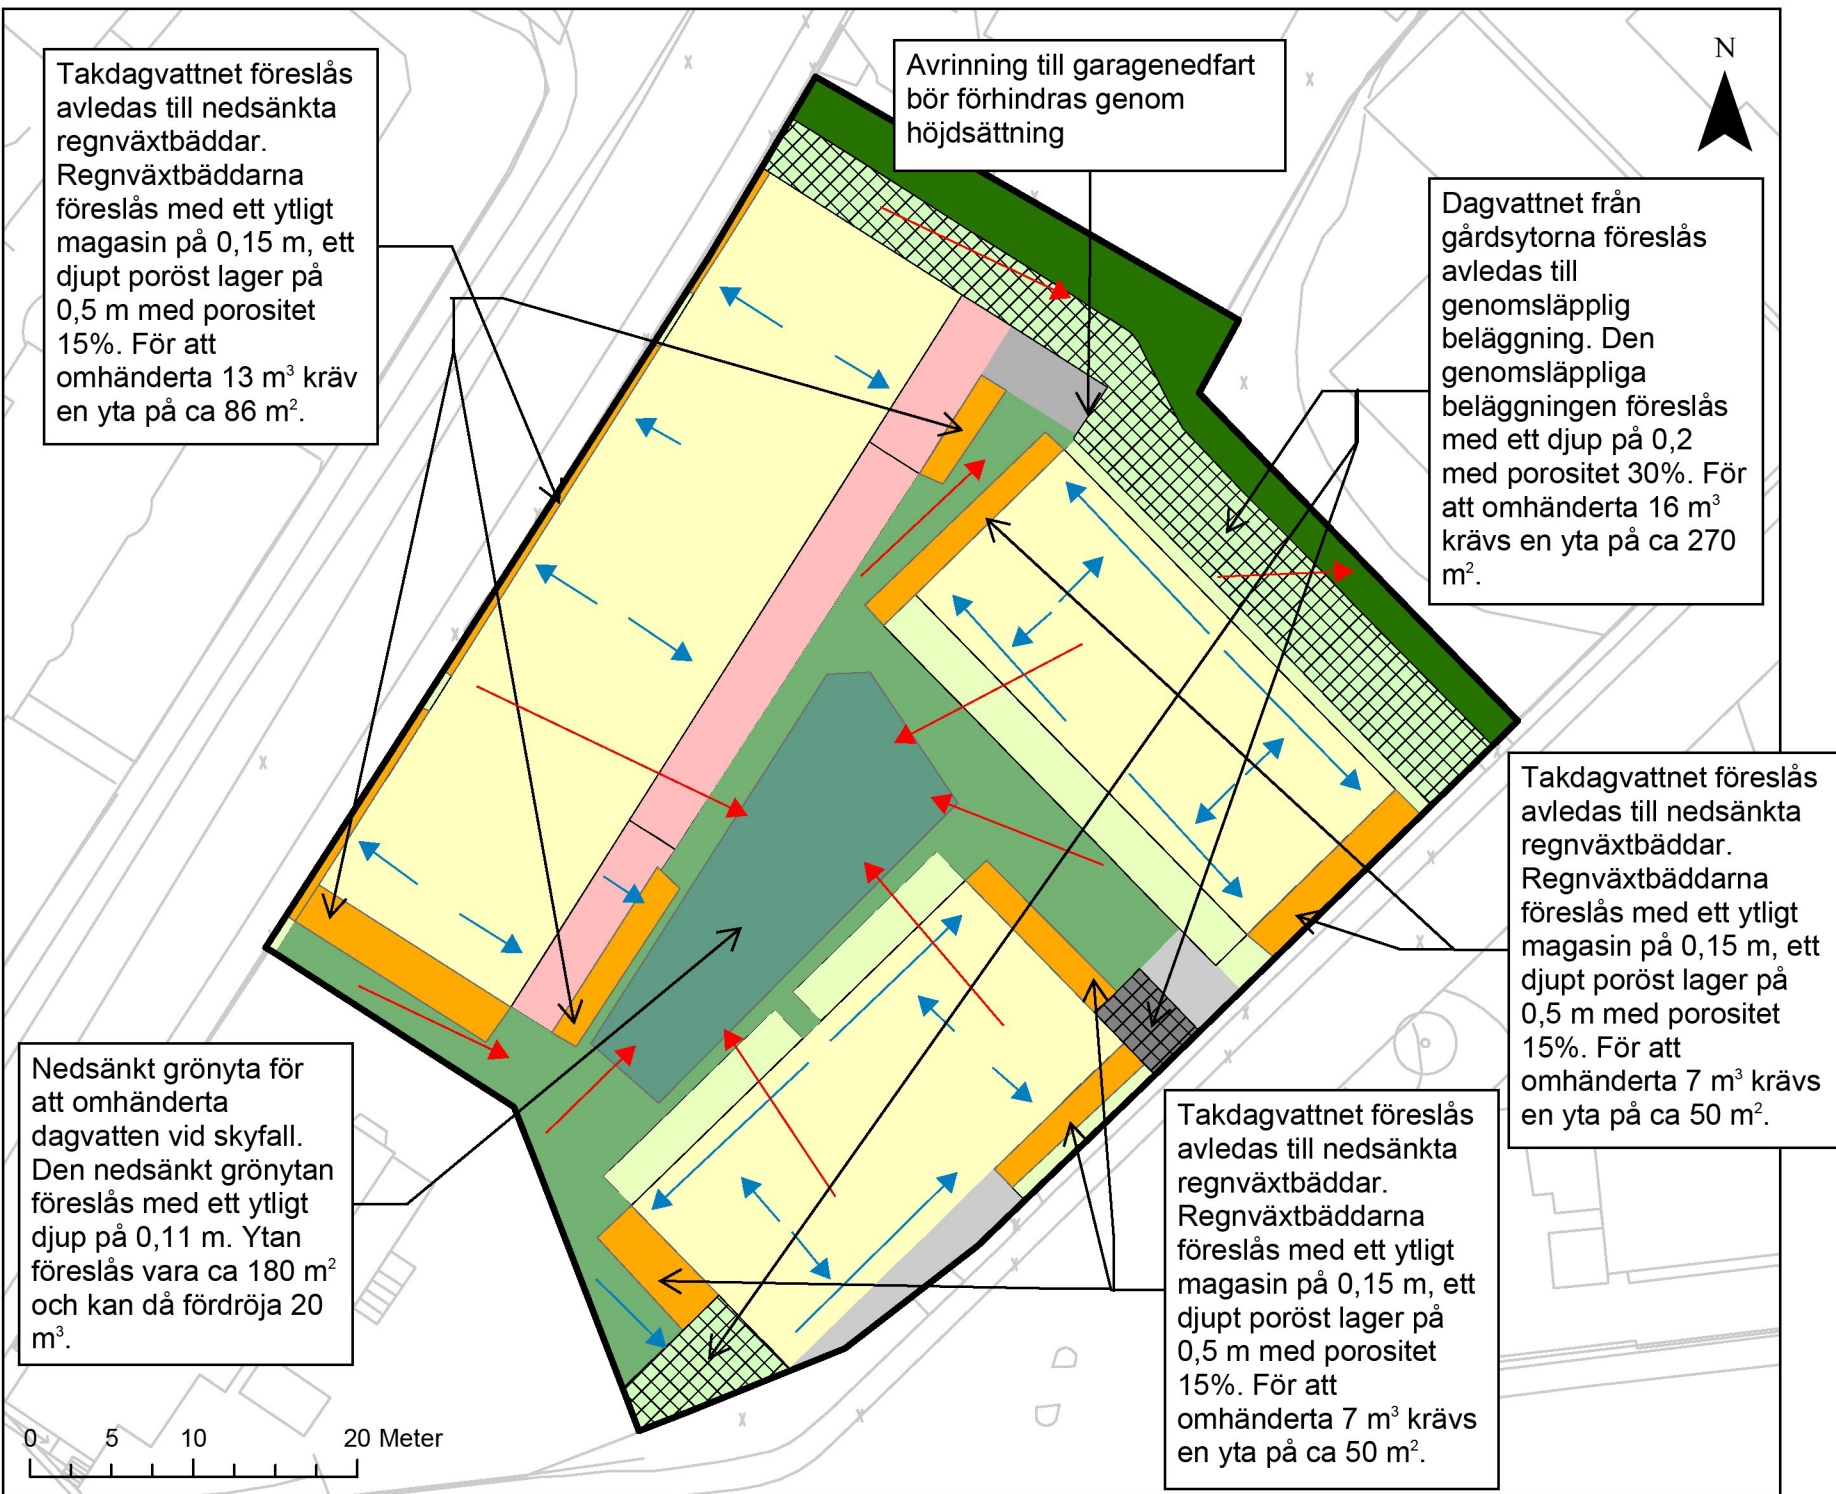 Takdagvattnet föreslås
avledas till nedsänkta
regnväxtbäddar.
Regnväxtbäddarna
föreslås med ett ytligt
magasin på 0,15 m, ett
djupt poröst lager på
0,5 m med porositet
15%. För att
omhänderta 13 m³ kräv
en yta på ca 86 m².
Avrinning till garagenedfart
bör förhindras genom
höjdsättning
N
Dagvattnet från
gårdsytorna föreslås
avledas till
genomsläpplig
beläggning. Den
genomsläppliga
beläggningen föreslås
med ett djup på 0,2
med porositet 30%. För
att omhänderta 16 m³
krävs en yta på ca 270
m².
Takdagvattnet föreslås
avledas till nedsänkta
regnväxtbäddar.
Regnväxtbäddarna
föreslås med ett ytligt
magasin på 0,15 m, ett
djupt poröst lager på
0,5 m med porositet
15%. För att
omhänderta 7 m³ krävs
en yta på ca 50 m².
Nedsänkt grönyta för
att omhänderta
dagvatten vid skyfall.
Den nedsänkt grönytan
föreslås med ett ytligt
djup på 0,11 m. Ytan
föreslås vara ca 180 m²
och kan då fördröja 20
m³.
Takdagvattnet föreslås
avledas till nedsänkta
regnväxtbäddar.
Regnväxtbäddarna
föreslås med ett ytligt
magasin på 0,15 m, ett
djupt poröst lager på
0,5 m med porositet
15%. För att
omhänderta 7 m³ krävs
en yta på ca 50 m².
0 5 10 20 Meter